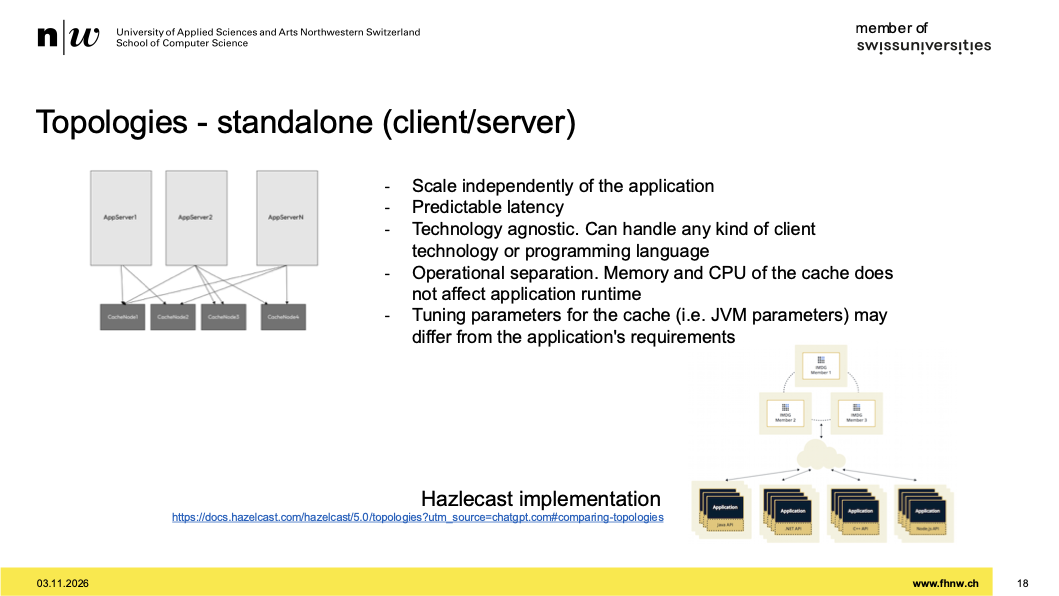 University of Applied Sciences and Arts Northwestern Switzerland
School of Computer Science
member of
swissuniversities
Topologies - standalone (client/server)
AppServer1
AppServer2
AppServerN
CacheNode1
CacheNode2
CacheNode3
CacheNode4
- Scale independently of the application
- Predictable latency
- Technology agnostic. Can handle any kind of client
technology or programming language
- Operational separation. Memory and CPU of the cache does
not affect application runtime
- Tuning parameters for the cache (i.e. JVM parameters) may
differ from the application's requirements
IMDG
Member 1
IMDG
Member 2
IMDG
Member 3
Application
Java API
Application
.NET API
Application
C++ API
Application
Node.js API
Hazlecast implementation
https://docs.hazelcast.com/hazelcast/5.0/topologies?utm_source=chatgpt.com#comparing-topologies
03.11.2026
www.fhnw.ch
18
n w